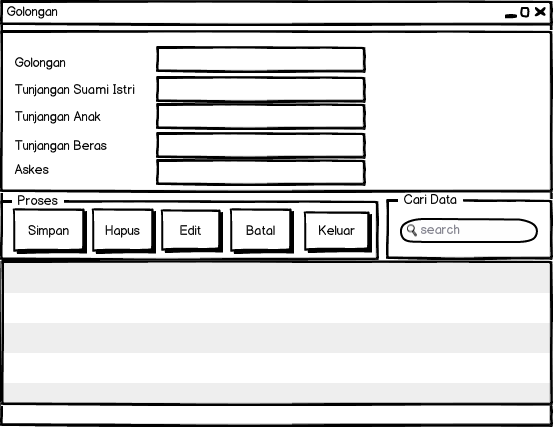 Golongan
Golongan
Tunjangan Suami Istri
Tunjangan Anak
Tunjangan Beras
Askes
Proses
Cari Data
Simpan
Hapus
Edit
Batal
Keluar
search